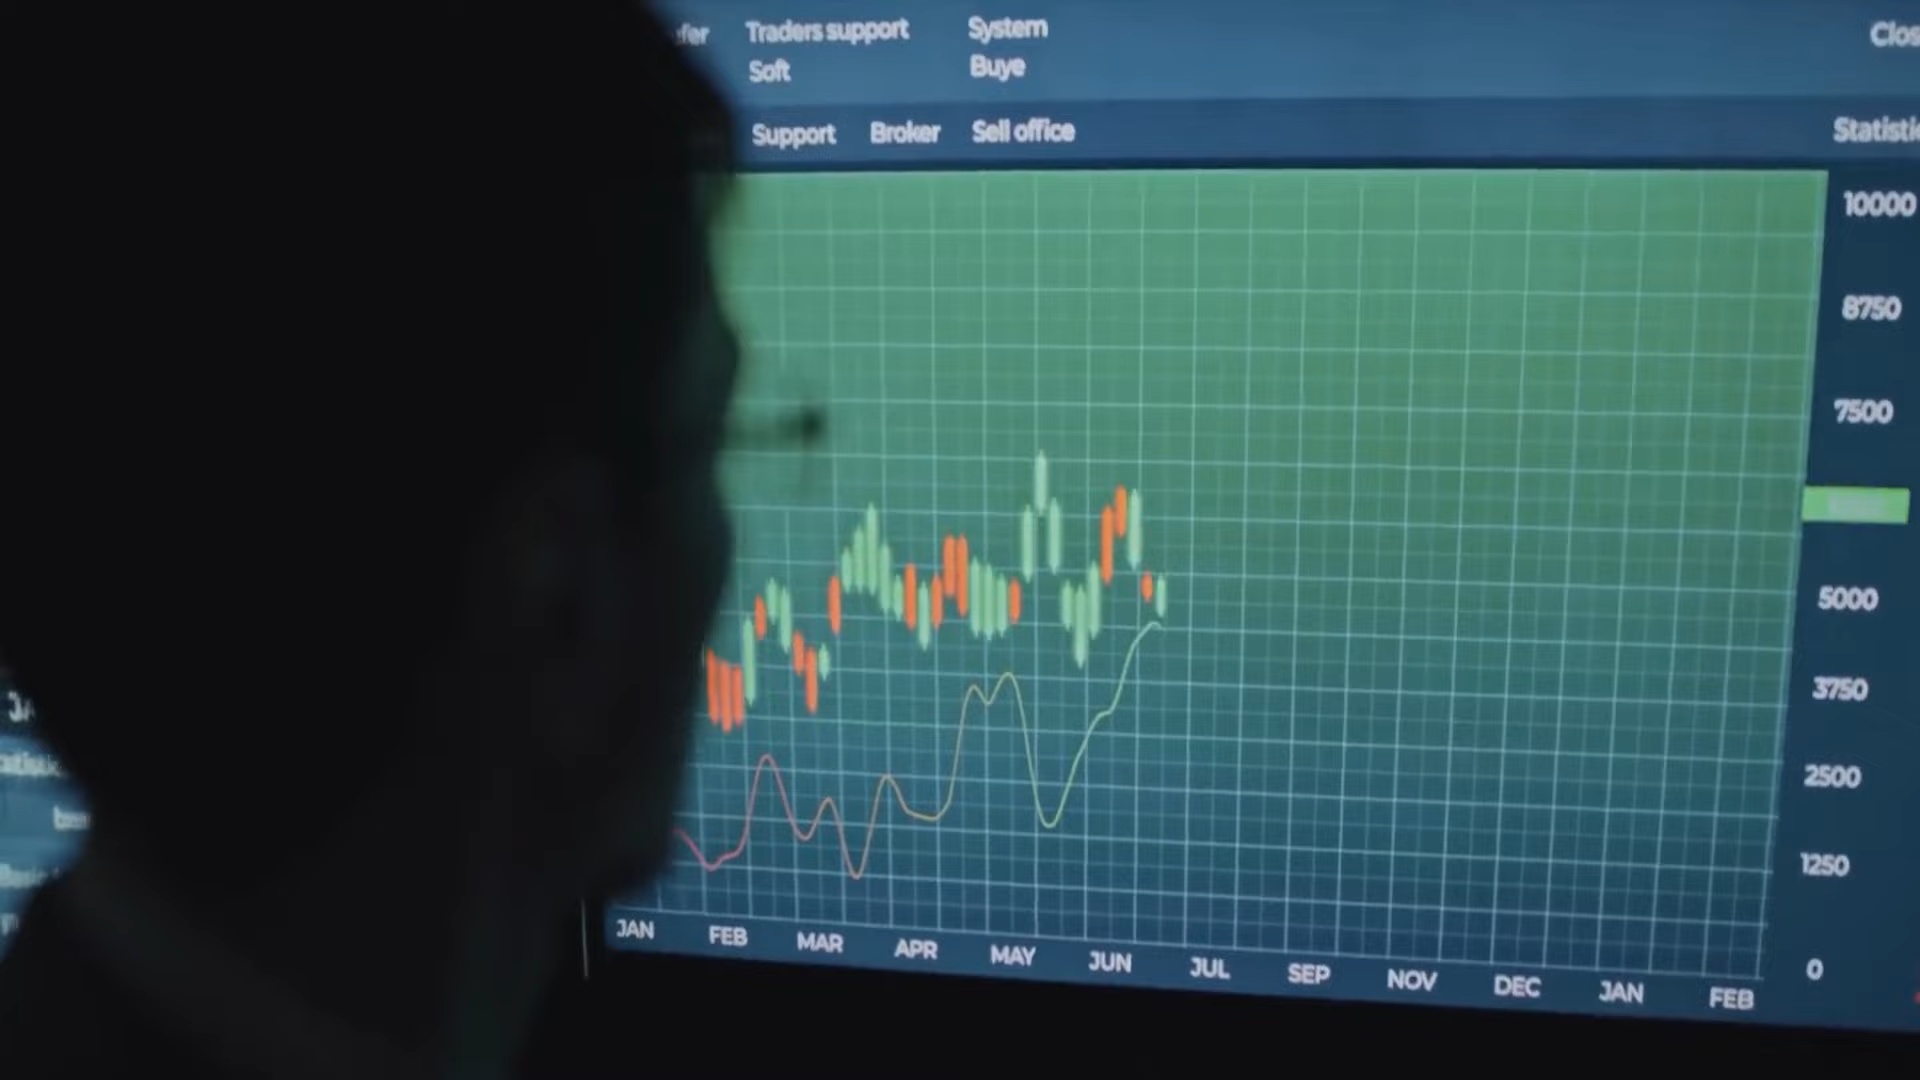 Traders support System
Soft Buye
Support Broker Sell office
10000
8750
7500
5000
3750
2500
1250
0
JAN FEB MAR APR MAY JUN JUL SEP NOV DEC JAN FEB